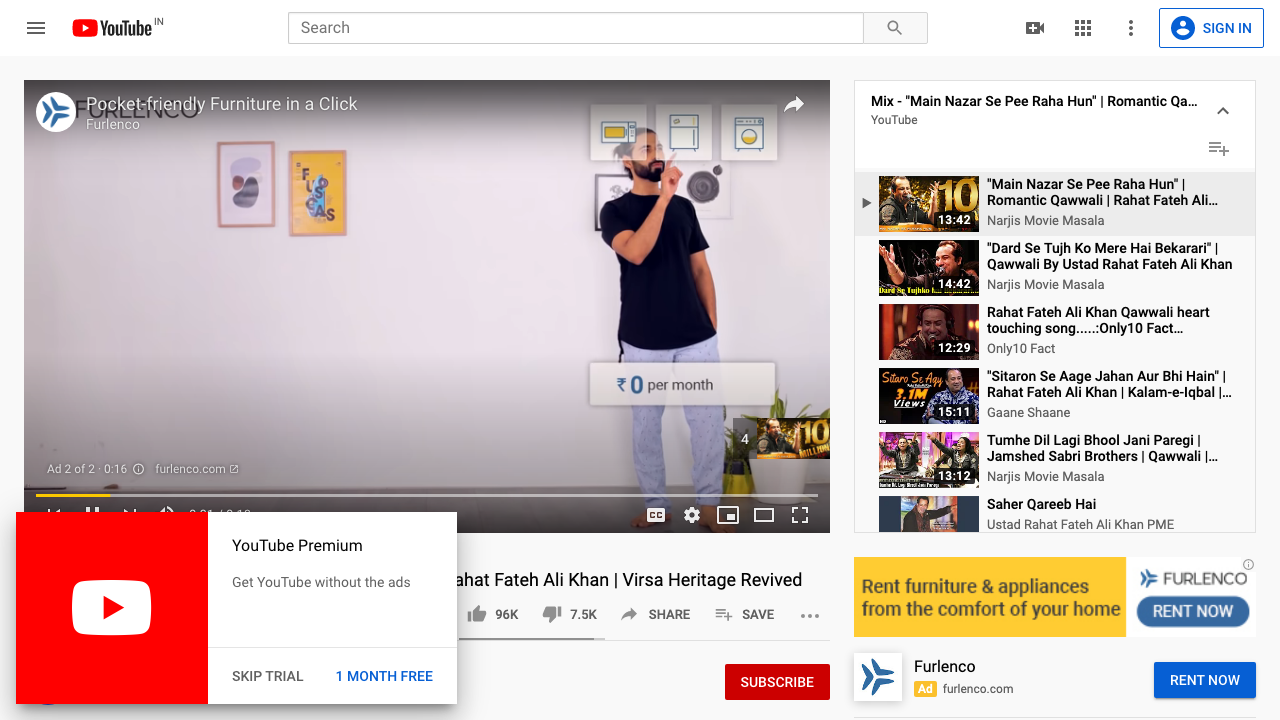 YouTube IN
Search
SIGN IN
FURLENCO
Pocket-friendly Furniture in a Click
Furlenco
₹ 0 per month
4
Ad 2 of 2 · 0:16
furlenco.com
CC
YouTube Premium
Get YouTube without the ads
SKIP TRIAL
1 MONTH FREE
ahat Fateh Ali Khan | Virsa Heritage Revived
96K
7.5K
SHARE
SAVE
SUBSCRIBE
Mix - "Main Nazar Se Pee Raha Hun" | Romantic Qa...
YouTube
"Main Nazar Se Pee Raha Hun" |
Romantic Qawwali | Rahat Fateh Ali...
Narjis Movie Masala
10
13:42
"Dard Se Tujh Ko Mere Hai Bekarari" |
Qawwali By Ustad Rahat Fateh Ali Khan
Narjis Movie Masala
14:42
Rahat Fateh Ali Khan Qawwali heart
touching song.....:Only10 Fact...
Only10 Fact
12:29
"Sitaron Se Aage Jahan Aur Bhi Hain" |
Rahat Fateh Ali Khan | Kalam-e-Iqbal |...
Gaane Shaane
Sitaro Se Agy
3.1M
Views
15:11
Tumhe Dil Lagi Bhool Jani Paregi |
Jamshed Sabri Brothers | Qawwali |...
Narjis Movie Masala
13:12
Saher Qareeb Hai
Ustad Rahat Fateh Ali Khan PME
Rent furniture & appliances
from the comfort of your home
FURLENCO
RENT NOW
Furlenco
Ad furlenco.com
RENT NOW